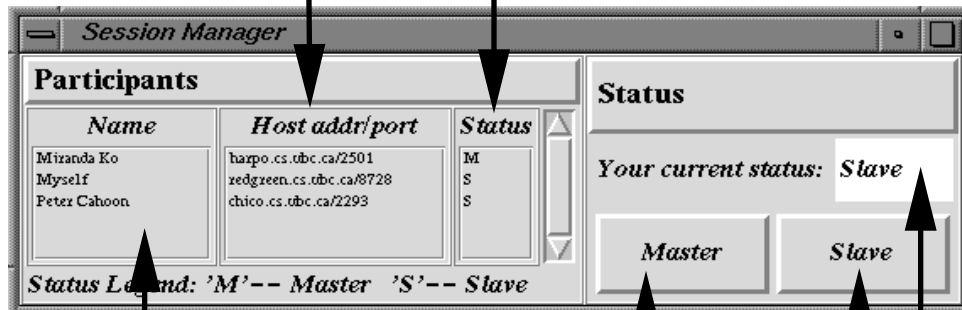 Session Manager
Participants
Name Host addr/port Status
Miranda Ko harpo.cs.ubc.ca/2501 M
Myself redgreen.cs.ubc.ca/8728 S
Peter Cahoon chico.cs.ubc.ca/2293 S
Status Legend: 'M'-- Master 'S'-- Slave
Status
Your current status: Slave
Master Slave